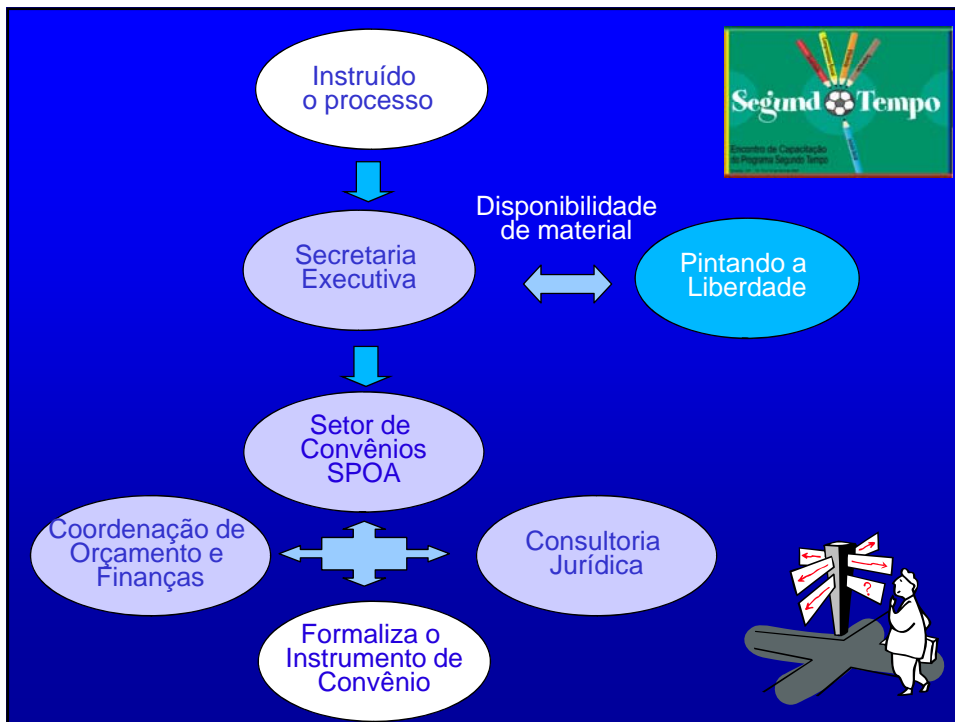 Instruído
o processo
Segundo Tempo
Encontro de Capacitação
do Programa Segundo Tempo
Disponibilidade
de material
Secretaria
Executiva
Pintando a
Liberdade
Setor de
Convênios
SPOA
Coordenação de
Orçamento e
Finanças
Consultoria
Jurídica
Formaliza o
Instrumento de
Convênio
?